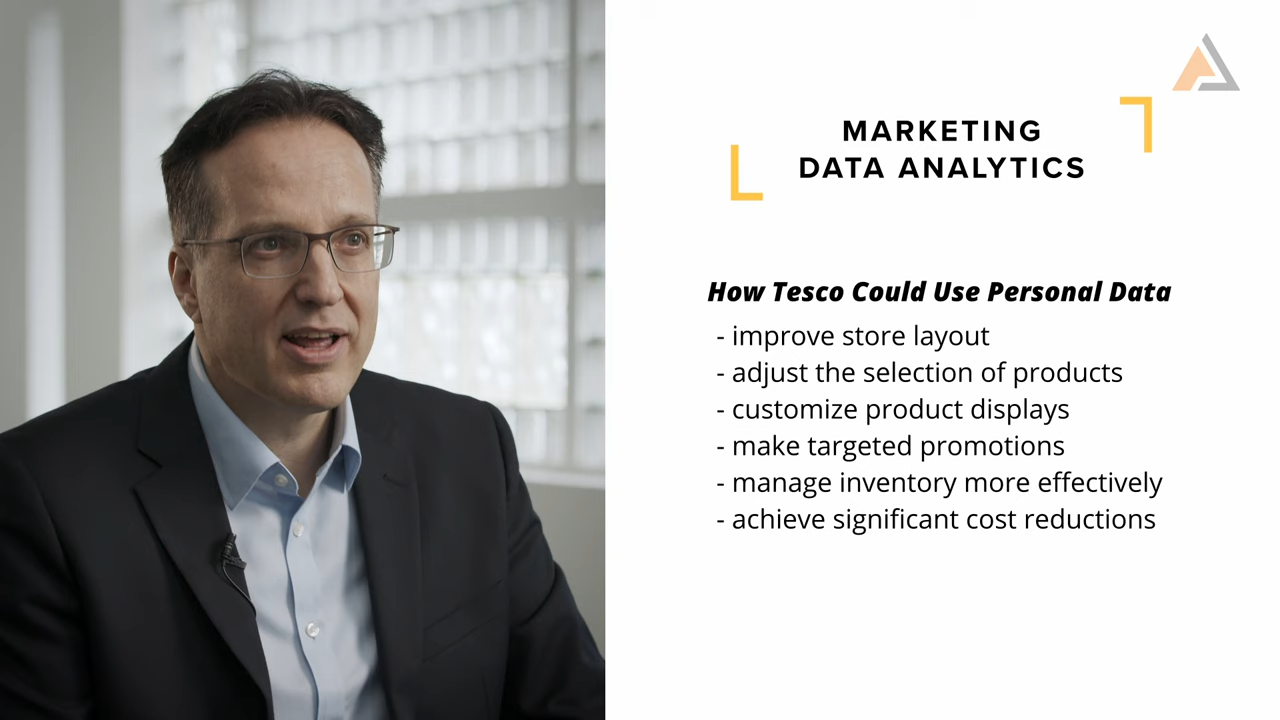 MARKETING
DATA ANALYTICS
How Tesco Could Use Personal Data
- improve store layout
- adjust the selection of products
- customize product displays
- make targeted promotions
- manage inventory more effectively
- achieve significant cost reductions